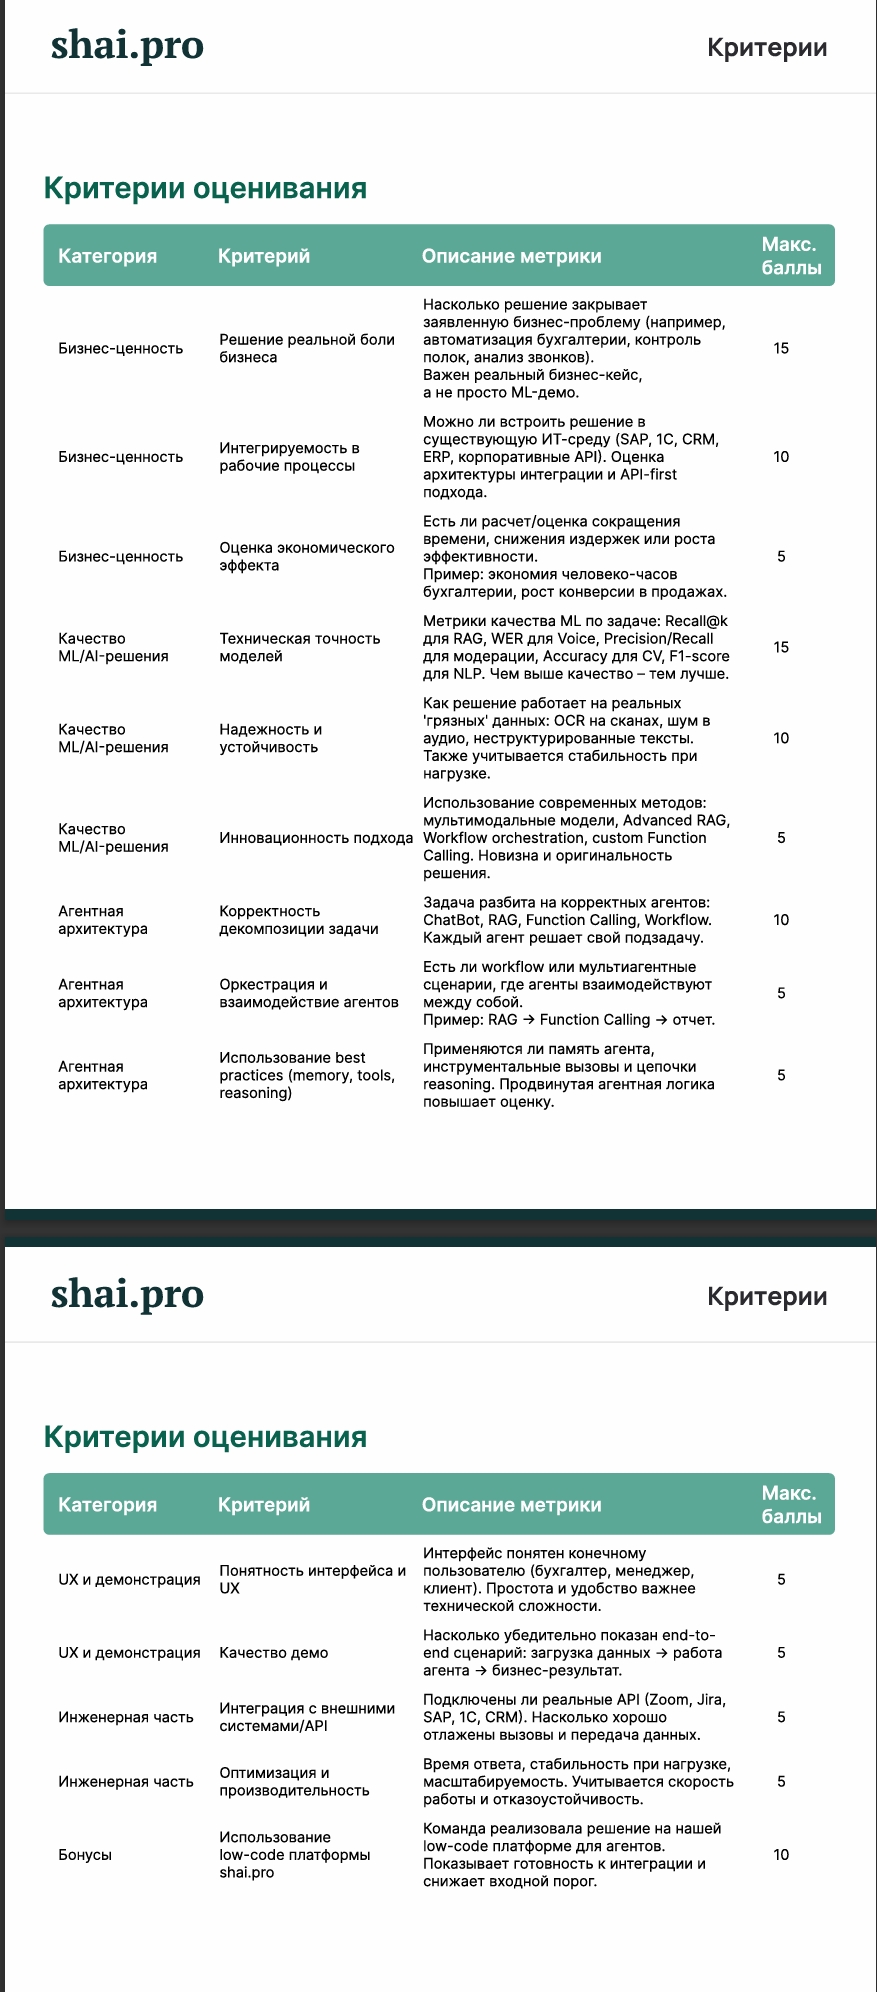 shai.pro
Критерии
Критерии оценивания
Категория
Критерий
Описание метрики
Макс.
баллы
Бизнес-ценность
Решение реальной боли
бизнеса
Насколько решение закрывает
заявленную бизнес-проблему (например,
автоматизация бухгалтерии, контроль
полок, анализ звонков).
Важен реальный бизнес-кейс,
а не просто ML-демо.
15
Бизнес-ценность
Интегрируемость в
рабочие процессы
Можно ли встроить решение в
существующую ИТ-среду (SAP, 1C, CRM,
ERP, корпоративные API). Оценка
архитектуры интеграции и API-first
подхода.
10
Бизнес-ценность
Оценка экономического
эффекта
Есть ли расчет/оценка сокращения
времени, снижения издержек или роста
эффективности.
Пример: экономия человеко-часов
бухгалтерии, рост конверсии в продажах.
5
Качество
ML/AI-решения
Техническая точность
моделей
Метрики качества ML по задаче: Recall@k
для RAG, WER для Voice, Precision/Recall
для модерации, Accuracy для CV, F1-score
для NLP. Чем выше качество – тем лучше.
15
Качество
ML/AI-решения
Надежность и
устойчивость
Как решение работает на реальных
'грязных' данных: OCR на сканах, шум в
аудио, неструктурированные тексты.
Также учитывается стабильность при
нагрузке.
10
Качество
ML/AI-решения
Инновационность подхода
Использование современных методов:
мультимодальные модели, Advanced RAG,
Workflow orchestration, custom Function
Calling. Новизна и оригинальность
решения.
5
Агентная
архитектура
Корректность
декомпозиции задачи
Задача разбита на корректных агентов:
ChatBot, RAG, Function Calling, Workflow.
Каждый агент решает свой подзадачу.
10
Агентная
архитектура
Оркестрация и
взаимодействие агентов
Есть ли workflow или мультиагентные
сценарии, где агенты взаимодействуют
между собой.
Пример: RAG → Function Calling → отчет.
5
Агентная
архитектура
Использование best
practices (memory, tools,
reasoning)
Применяются ли память агента,
инструментальные вызовы и цепочки
reasoning. Продвинутая агентная логика
повышает оценку.
5
shai.pro
Критерии
Критерии оценивания
Категория
Критерий
Описание метрики
Макс.
баллы
UX и демонстрация
Понятность интерфейса и
UX
Интерфейс понятен конечному
пользователю (бухгалтер, менеджер,
клиент). Простота и удобство важнее
технической сложности.
5
UX и демонстрация
Качество демо
Насколько убедительно показан end-to-
end сценарий: загрузка данных → работа
агента → бизнес-результат.
5
Инженерная часть
Интеграция с внешними
системами/API
Подключены ли реальные API (Zoom, Jira,
SAP, 1C, CRM). Насколько хорошо
отлажены вызовы и передача данных.
5
Инженерная часть
Оптимизация и
производительность
Время ответа, стабильность при нагрузке,
масштабируемость. Учитывается скорость
работы и отказоустойчивость.
5
Бонусы
Использование
low-code платформы
shai.pro
Команда реализовала решение на нашей
low-code платформе для агентов.
Показывает готовность к интеграции и
снижает входной порог.
10